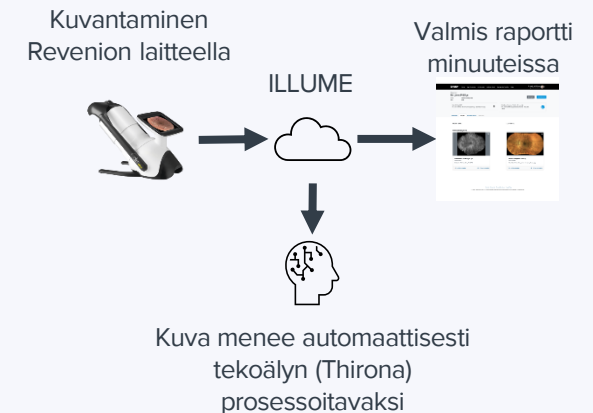 Kuvantaminen
Revenion laitteella
ILLUME
Valmis raportti
minuuteissa
Kuva menee automaattisesti
tekoälyn (Thirona)
prosessoitavaksi